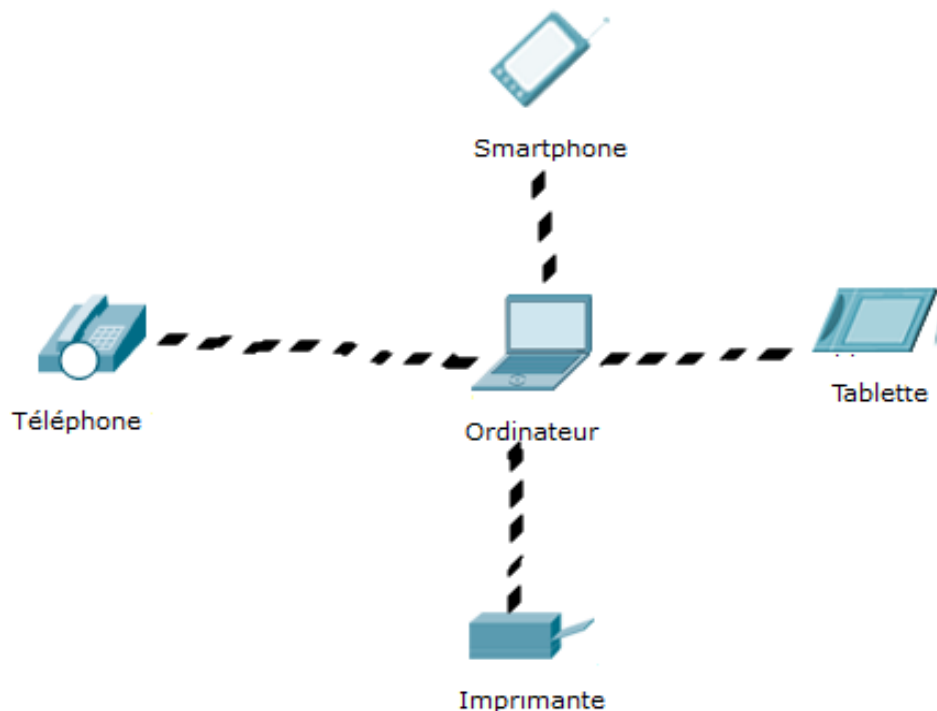 Smartphone
Téléphone
Ordinateur
Tablette
Imprimante